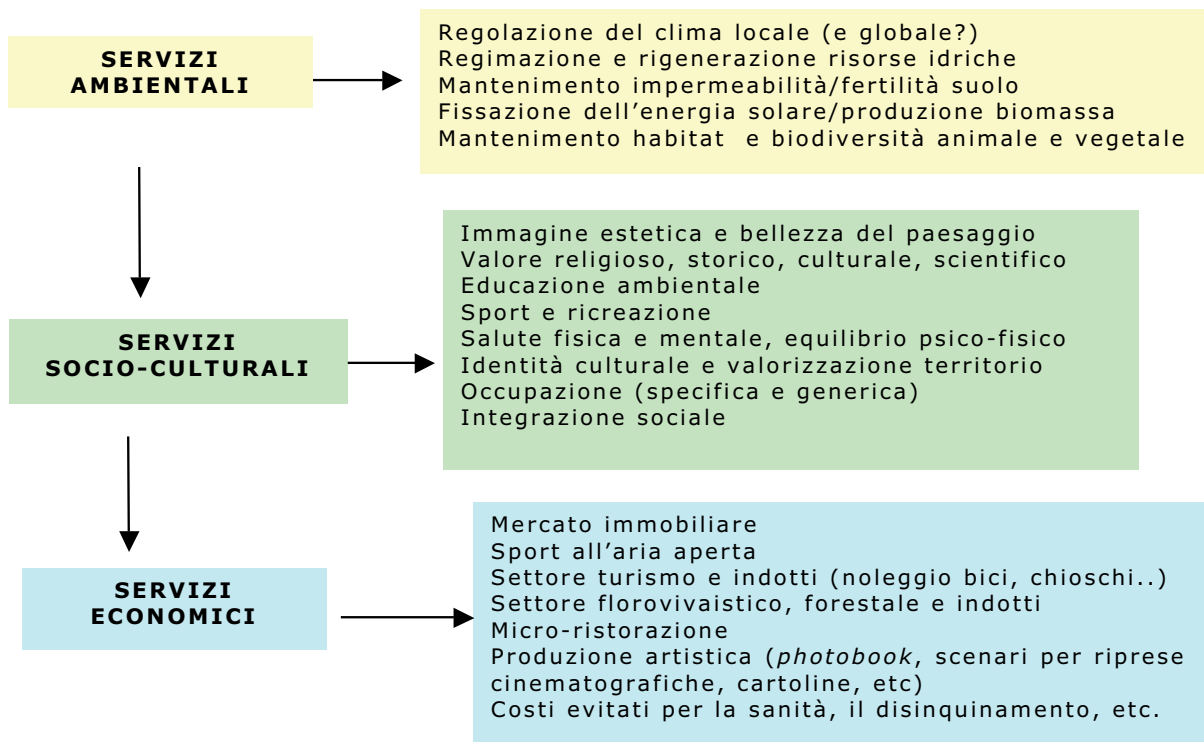 SERVIZI
AMBIENTALI
Regolazione del clima locale (e globale?)
Regimazione e rigenerazione risorse idriche
Mantenimento impermeabilità/fertilità suolo
Fissazione dell’energia solare/produzione biomassa
Mantenimento habitat  e biodiversità animale e vegetale
SERVIZI
SOCIO-CULTURALI
Immagine estetica e bellezza del paesaggio
Valore religioso, storico, culturale, scientifico
Educazione ambientale
Sport e ricreazione
Salute fisica e mentale, equilibrio psico-fisico
Identità culturale e valorizzazione territorio
Occupazione (specifica e generica)
Integrazione sociale
SERVIZI
ECONOMICI
Mercato immobiliare
Sport all’aria aperta
Settore turismo e indotti (noleggio bici, chioschi..)
Settore florovivaistico, forestale e indotti
Micro-ristorazione
Produzione artistica (photobook, scenari per riprese
cinematografiche, cartoline, etc)
Costi evitati per la sanità, il disinquinamento, etc.